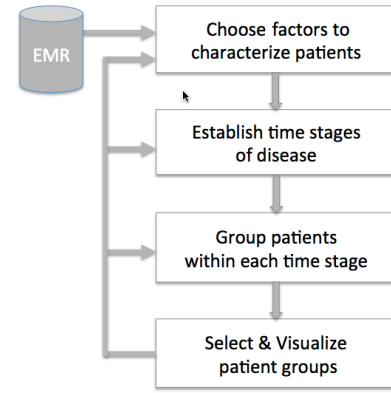 EMR
Choose factors to
characterize patients
Establish time stages
of disease
Group patients
within each time stage
Select & Visualize
patient groups